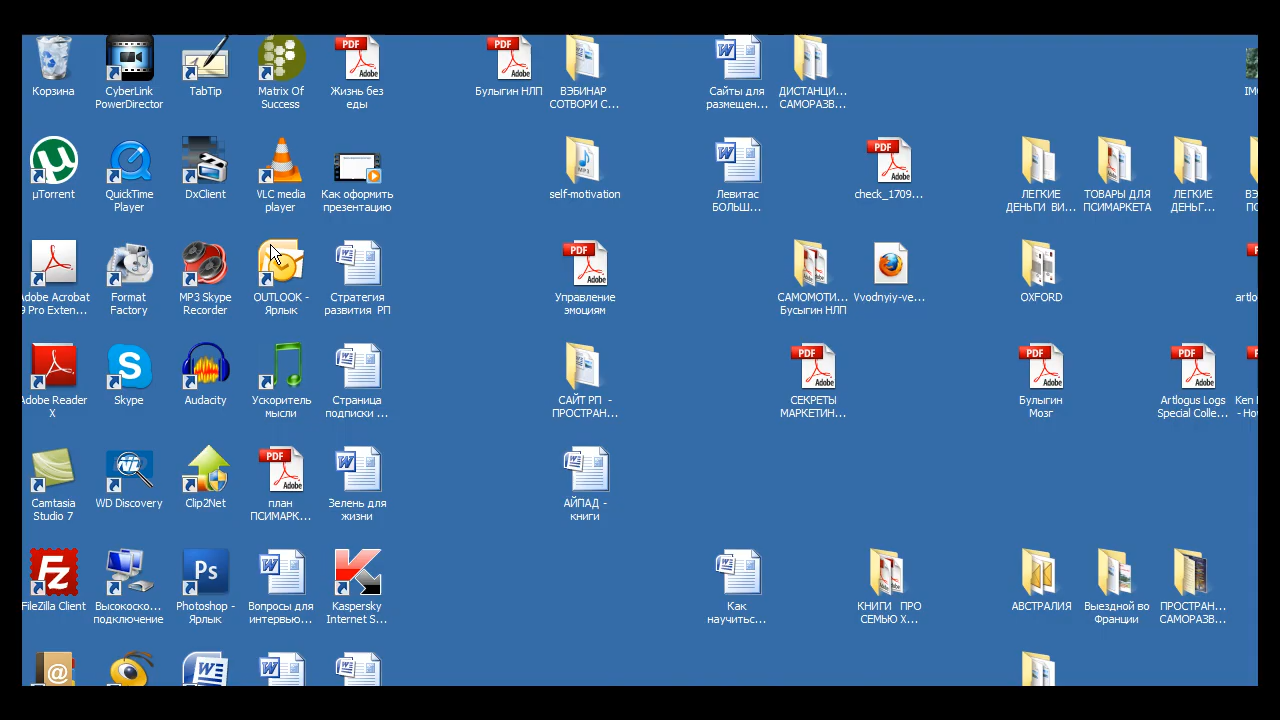 Корзина
CyberLink
PowerDirector
TabTip
Matrix Of
Success
Жизнь без
еды
Булыгин НЛП
ВЭБИНАР
СОТВОРИ С...
Сайты для
размещен...
ДИСТАНЦИ...
САМОРАЗВ...
µTorrent
QuickTime
Player
DxClient
VLC media
player
Как оформить
презентацию
self-motivation
Левитас
БОЛЬШ...
check_1709...
ЛЕГКИЕ
ДЕНЬГИ ВИ...
ТОВАРЫ ДЛЯ
ПСИМАРКЕТА
ЛЕГКИЕ
ДЕНЬГ...
Adobe Acrobat
9 Pro Exten...
Format
Factory
MP3 Skype
Recorder
OUTLOOK -
Ярлык
Стратегия
развития РП
Управление
эмоциям
САМОМОТИ...
Бусыгин НЛП
Vvodnyiy-ve...
OXFORD
Adobe Reader
X
Skype
Audacity
Ускоритель
мысли
Страница
подписки ...
САЙТ РП -
ПРОСТРАН...
СЕКРЕТЫ
МАРКЕТИН...
Булыгин
Мозг
Artlogus Logs
Special Colle...
Camtasia
Studio 7
WD Discovery
Clip2Net
план
ПСИМАРК...
Зелень для
жизни
АЙПАД -
книги
FileZilla Client
Высокоско...
подключение
Photoshop -
Ярлык
Вопросы для
интервью...
Kaspersky
Internet S...
Как
научитьс...
КНИГИ ПРО
СЕМЬЮ Х...
АВСТРАЛИЯ
Выездной во
Франции
ПРОСТРАН...
САМОРАЗВ...